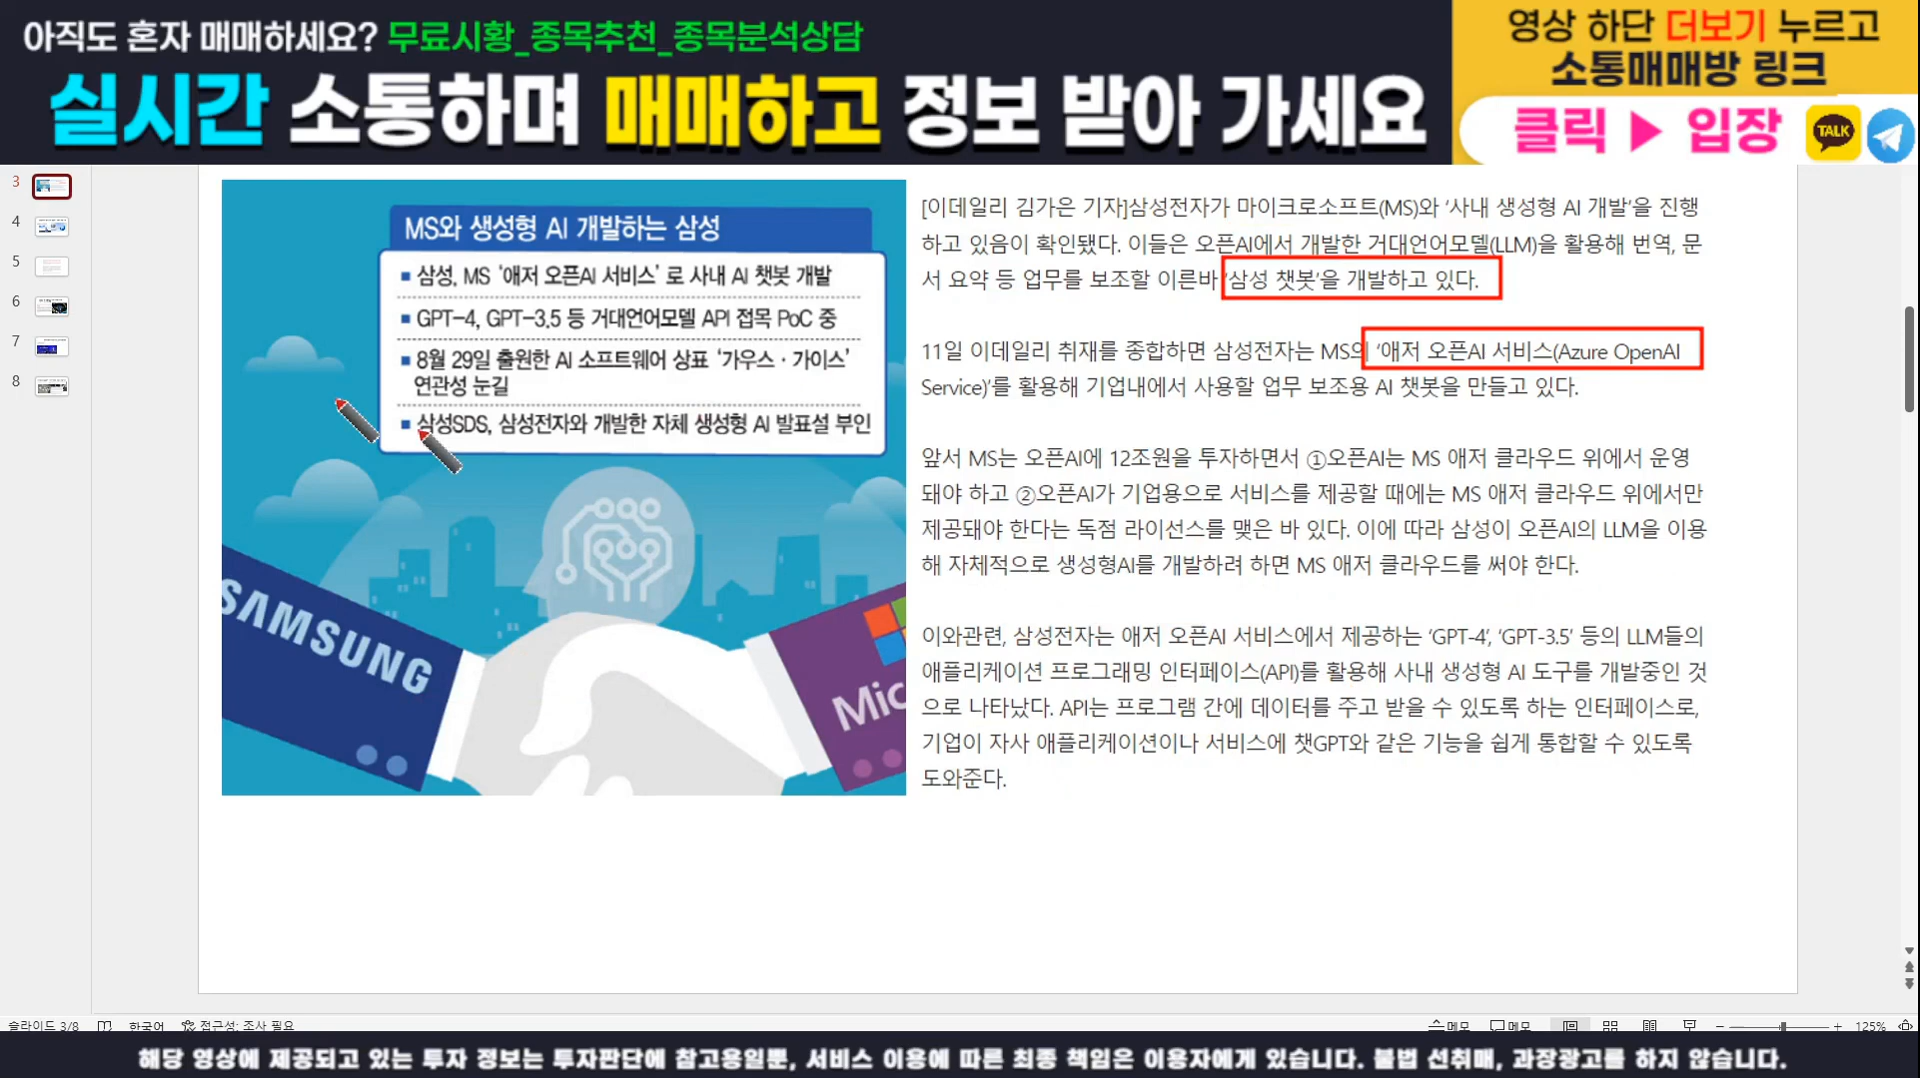 아직도 혼자 매매하세요? 무료시황_종목추천_종목분석상담
실시간 소통하며 매매하고 정보 받아 가세요
영상 하단 더보기 누르고
소통매매방 링크
클릭 ▶ 입장
TALK
3
4
5
6
7
8
MS와 생성형 AI 개발하는 삼성
■ 삼성, MS ‘애저 오픈AI 서비스’ 로 사내 AI 챗봇 개발
■ GPT-4, GPT-3.5 등 거대언어모델 API 접목 PoC 중
■ 8월 29일 출원한 AI 소프트웨어 상표 ‘가우스·가이스’
연관성 눈길
■ 삼성SDS, 삼성전자와 개발한 자체 생성형 AI 발표설 부인
SAMSUNG
Mic
[이데일리 김가은 기자]삼성전자가 마이크로소프트(MS)와 ‘사내 생성형 AI 개발’을 진행
하고 있음이 확인됐다. 이들은 오픈AI에서 개발한 거대언어모델(LLM)을 활용해 번역, 문
서 요약 등 업무를 보조할 이른바 ‘삼성 챗봇’을 개발하고 있다.
11일 이데일리 취재를 종합하면 삼성전자는 MS의 ‘애저 오픈AI 서비스(Azure OpenAI
Service)’를 활용해 기업내에서 사용할 업무 보조용 AI 챗봇을 만들고 있다.
앞서 MS는 오픈AI에 12조원을 투자하면서 ①오픈AI는 MS 애저 클라우드 위에서 운영
돼야 하고 ②오픈AI가 기업용으로 서비스를 제공할 때에는 MS 애저 클라우드 위에서만
제공돼야 한다는 독점 라이선스를 맺은 바 있다. 이에 따라 삼성이 오픈AI의 LLM을 이용
해 자체적으로 생성형AI를 개발하려 하면 MS 애저 클라우드를 써야 한다.
이와관련, 삼성전자는 애저 오픈AI 서비스에서 제공하는 ‘GPT-4’, ‘GPT-3.5’ 등의 LLM들의
애플리케이션 프로그래밍 인터페이스(API)를 활용해 사내 생성형 AI 도구를 개발중인 것
으로 나타났다. API는 프로그램 간에 데이터를 주고 받을 수 있도록 하는 인터페이스로,
기업이 자사 애플리케이션이나 서비스에 챗GPT와 같은 기능을 쉽게 통합할 수 있도록
도와준다.
슬라이드 3/8 한국어 접근성: 조사 필요 메모 메모 125%
해당 영상에 제공되고 있는 투자 정보는 투자판단에 참고용일뿐, 서비스 이용에 따른 최종 책임은 이용자에게 있습니다. 불법 선취매, 과장광고를 하지 않습니다.